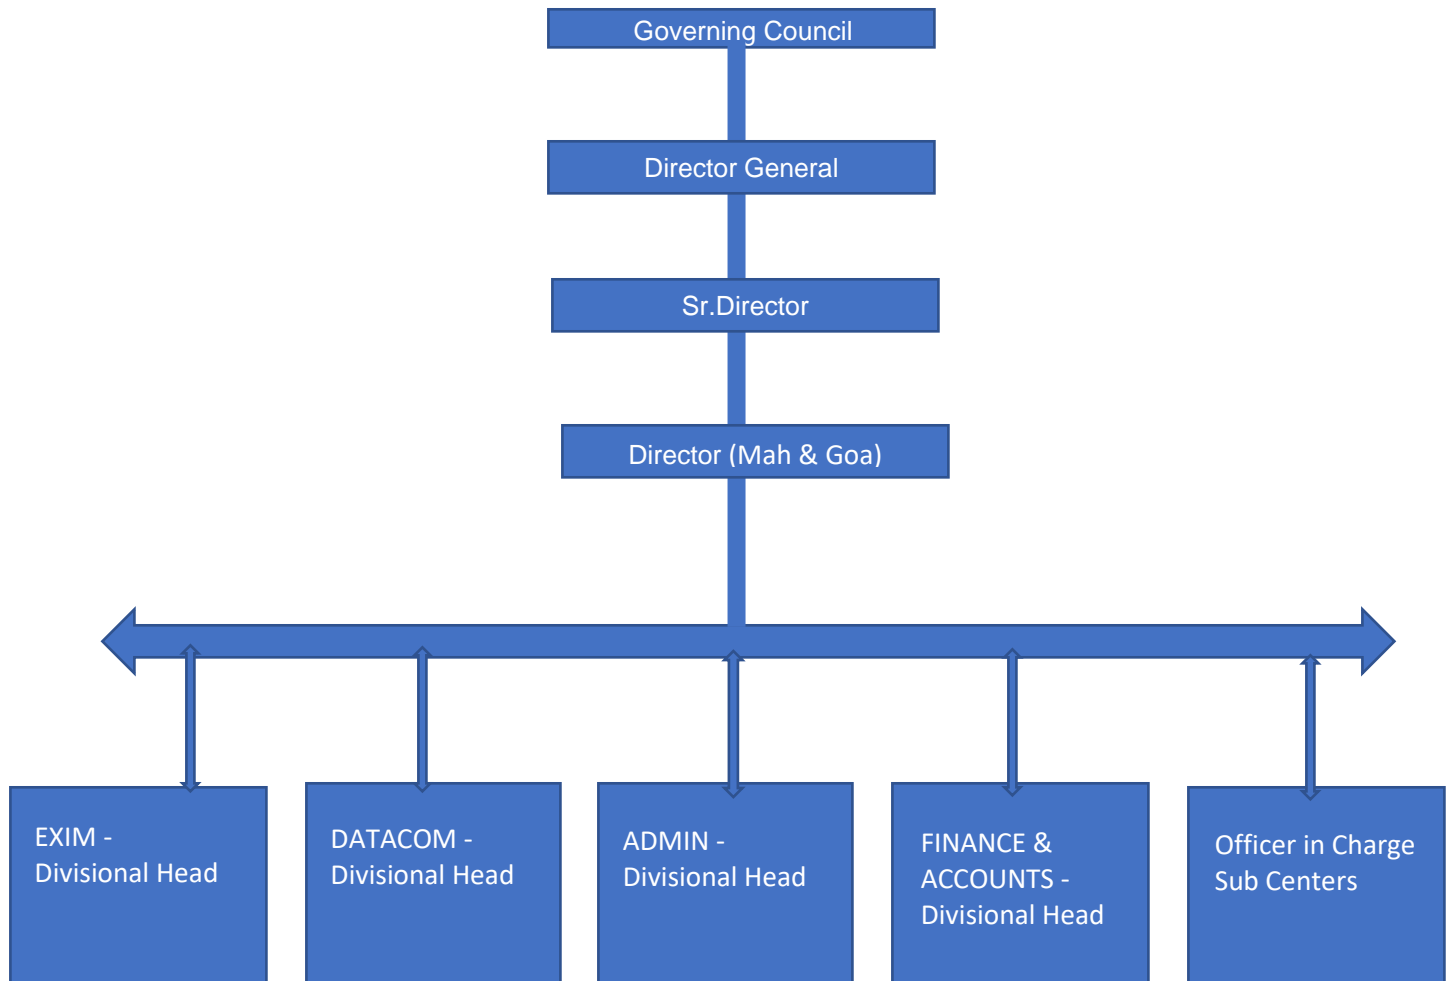 Governing Council
Director General
Sr.Director
Director (Mah & Goa)
EXIM -
Divisional Head
DATACOM -
Divisional Head
ADMIN -
Divisional Head
FINANCE &
ACCOUNTS -
Divisional Head
Officer in Charge
Sub Centers